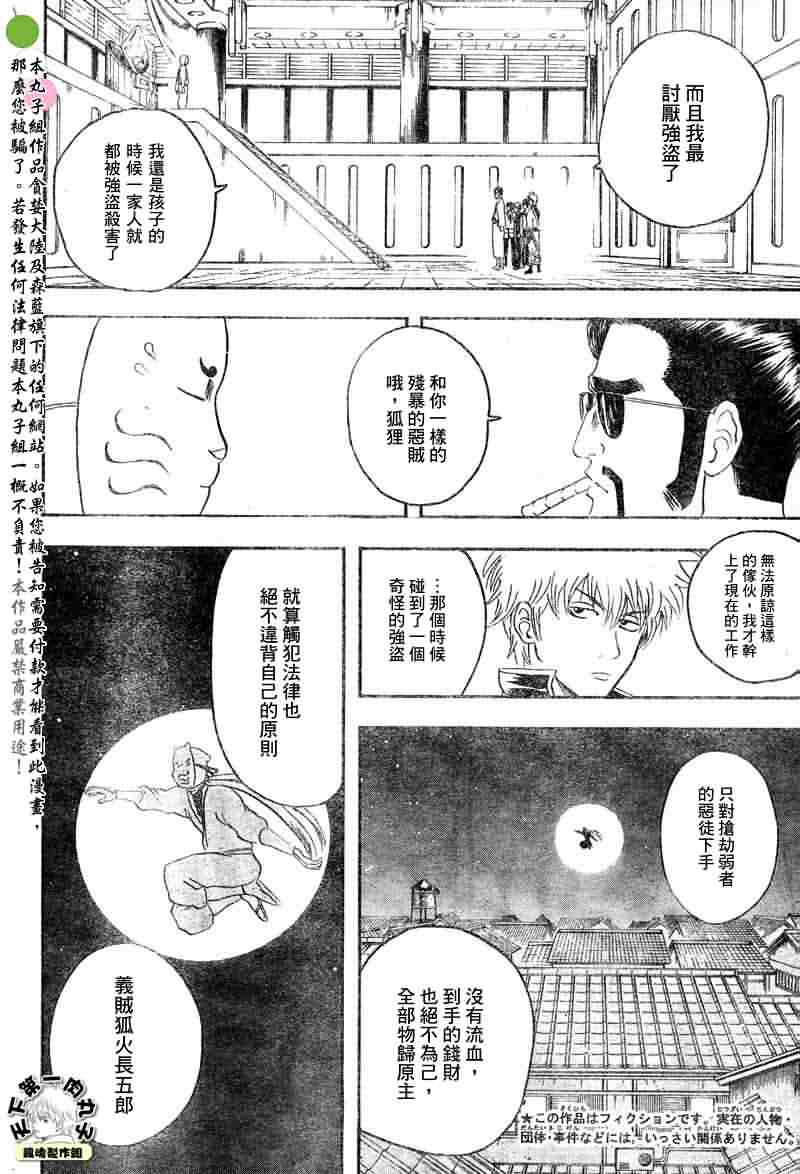 而且我最
討厭強盜了
我還是孩子的
時候一家人就
都被強盜殺害了
和你一樣的
殘暴的惡賊
哦，狐狸
無法原諒這樣
的傢伙，我才幹
上了現在的工作
…那個時候
碰到了一個
奇怪的強盜
只對搶劫弱者
的惡徒下手
沒有流血，
到手的錢財
也絕不為己，
全部物歸原主
就算觸犯法律也
絕不違背自己的原則
義賊狐火長五郎
★この作品はフィクションです。実在の人物・
団体・事件などには、いっさい関係ありません。
本丸子組作品貪婪大陸及森藍旗下的任何網站。如果您被告知需要付款才能看到此漫畫，
那麼您被騙了。若發生任何法律問題本丸子組一概不負責！本作品嚴禁商業用途！
天下第一肉丸子